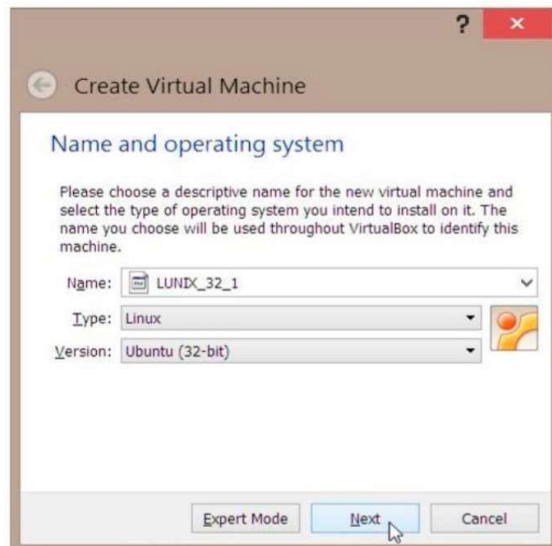 ?
Create Virtual Machine
Name and operating system
Please choose a descriptive name for the new virtual machine and
select the type of operating system you intend to install on it. The
name you choose will be used throughout VirtualBox to identify this
machine.
Name: LUNIX_32_1
Type: Linux
Version: Ubuntu (32-bit)
Expert Mode Next Cancel